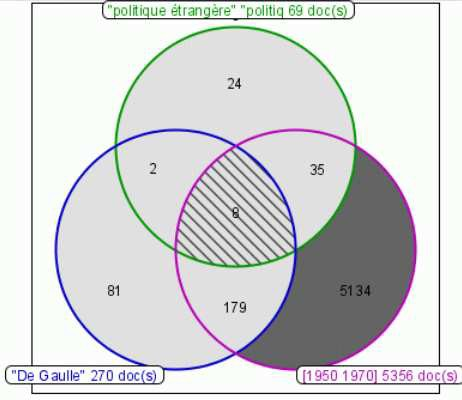 "politique étrangère" "politiq 69 doc(s)
24
2
35
8
81
179
5134
"De Gaulle" 270 doc(s)
[1950 1970] 5356 doc(s)